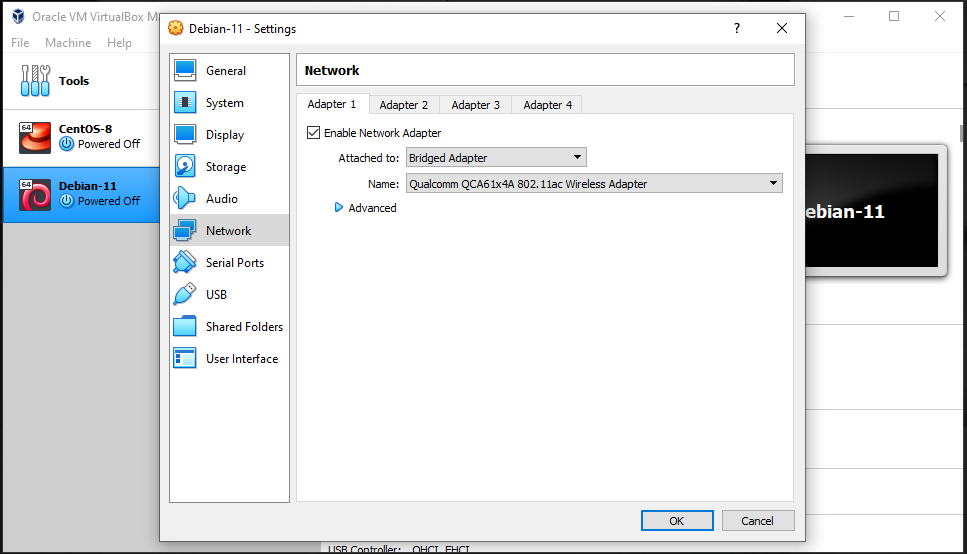 Oracle VM VirtualBox M
File Machine Help
Tools
64
CentOS-8
Powered Off
64
Debian-11
Powered Off
Debian-11 - Settings
?
General
System
Display
Storage
Audio
Network
Serial Ports
USB
Shared Folders
User Interface
Network
Adapter 1 Adapter 2 Adapter 3 Adapter 4
Enable Network Adapter
Attached to: Bridged Adapter
Name: Qualcomm QCA61x4A 802.11ac Wireless Adapter
Advanced
OK Cancel
ebian-11
USB Controller: OHCI, EHCI